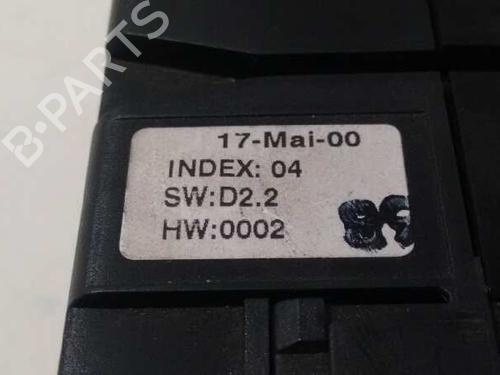 B-PARTS
17-Mai-00
INDEX: 04
SW:D2.2
HW:0002